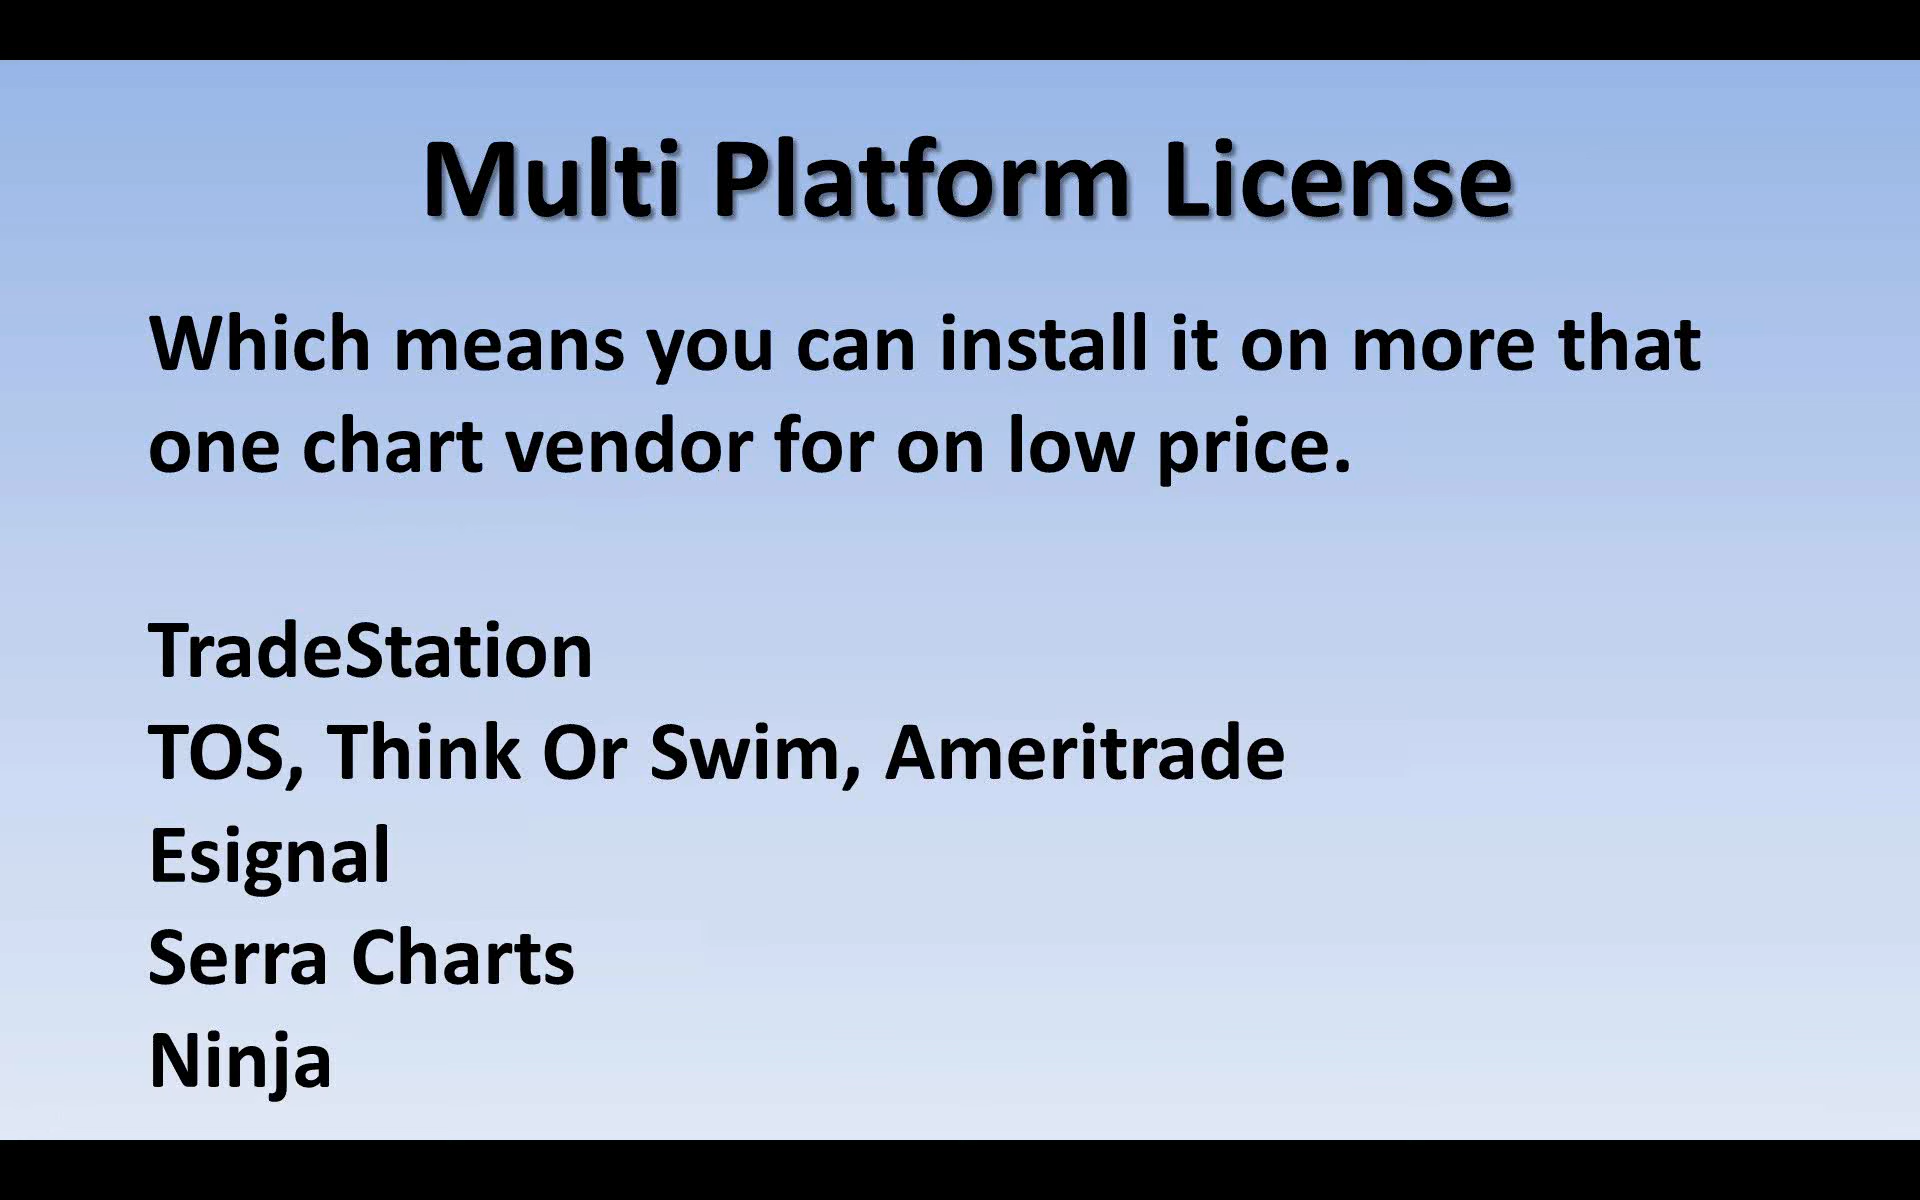 Multi Platform License
Which means you can install it on more that
one chart vendor for on low price.
TradeStation
TOS, Think Or Swim, Ameritrade
Esignal
Serra Charts
Ninja